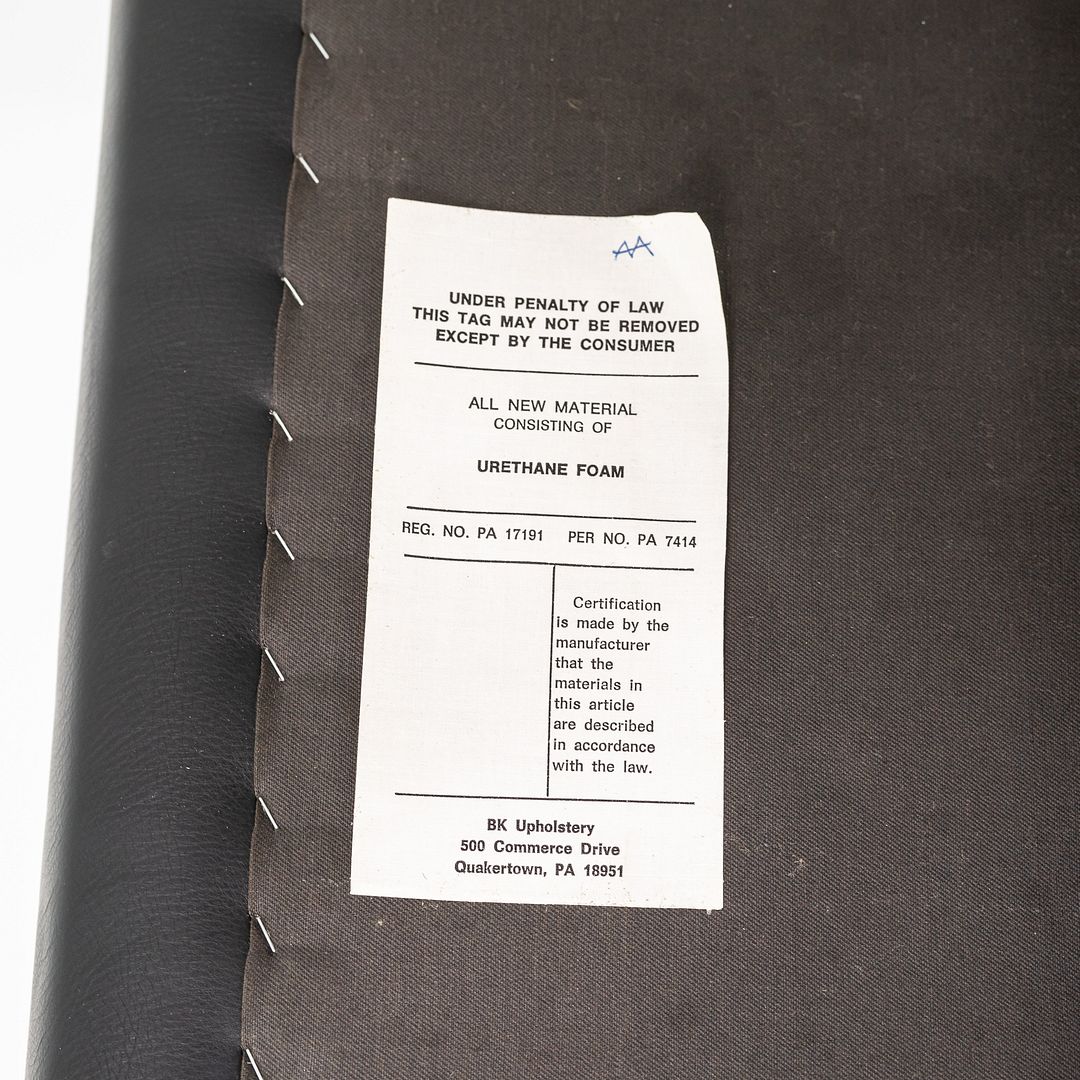 AA
UNDER PENALTY OF LAW
THIS TAG MAY NOT BE REMOVED
EXCEPT BY THE CONSUMER
ALL NEW MATERIAL
CONSISTING OF
URETHANE FOAM
REG. NO. PA 17191 PER NO. PA 7414
Certification
is made by the
manufacturer
that the
materials in
this article
are described
in accordance
with the law.
BK Upholstery
500 Commerce Drive
Quakertown, PA 18951